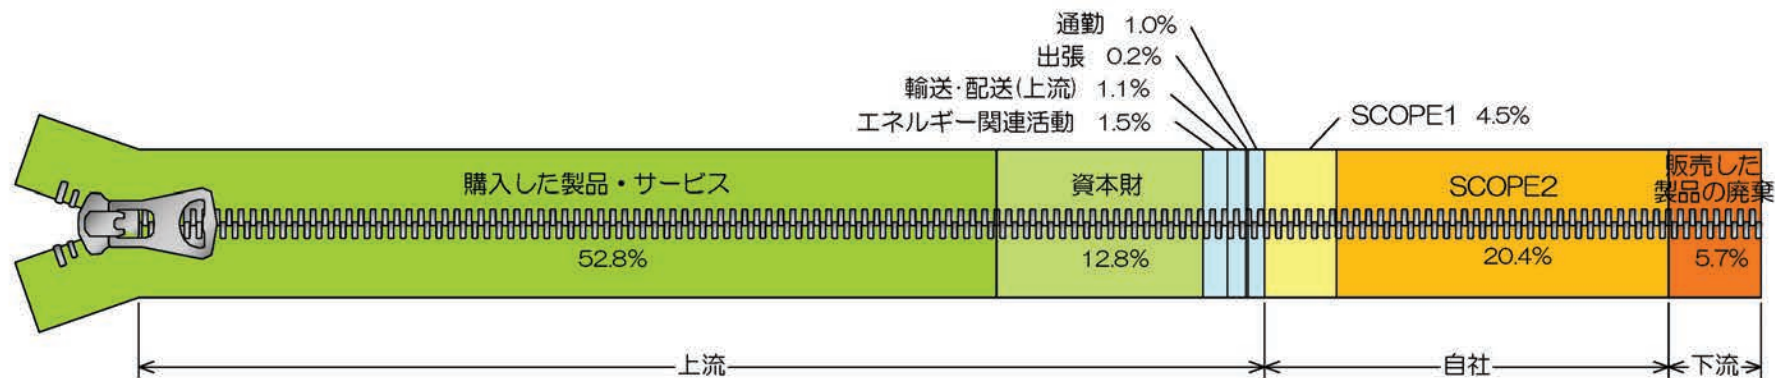 通勤 1.0%
出張 0.2%
輸送・配送(上流) 1.1%
エネルギー関連活動 1.5%
SCOPE1 4.5%
購入した製品・サービス
52.8%
資本財
12.8%
SCOPE2
20.4%
販売した
製品の廃棄
5.7%
上流
自社
下流